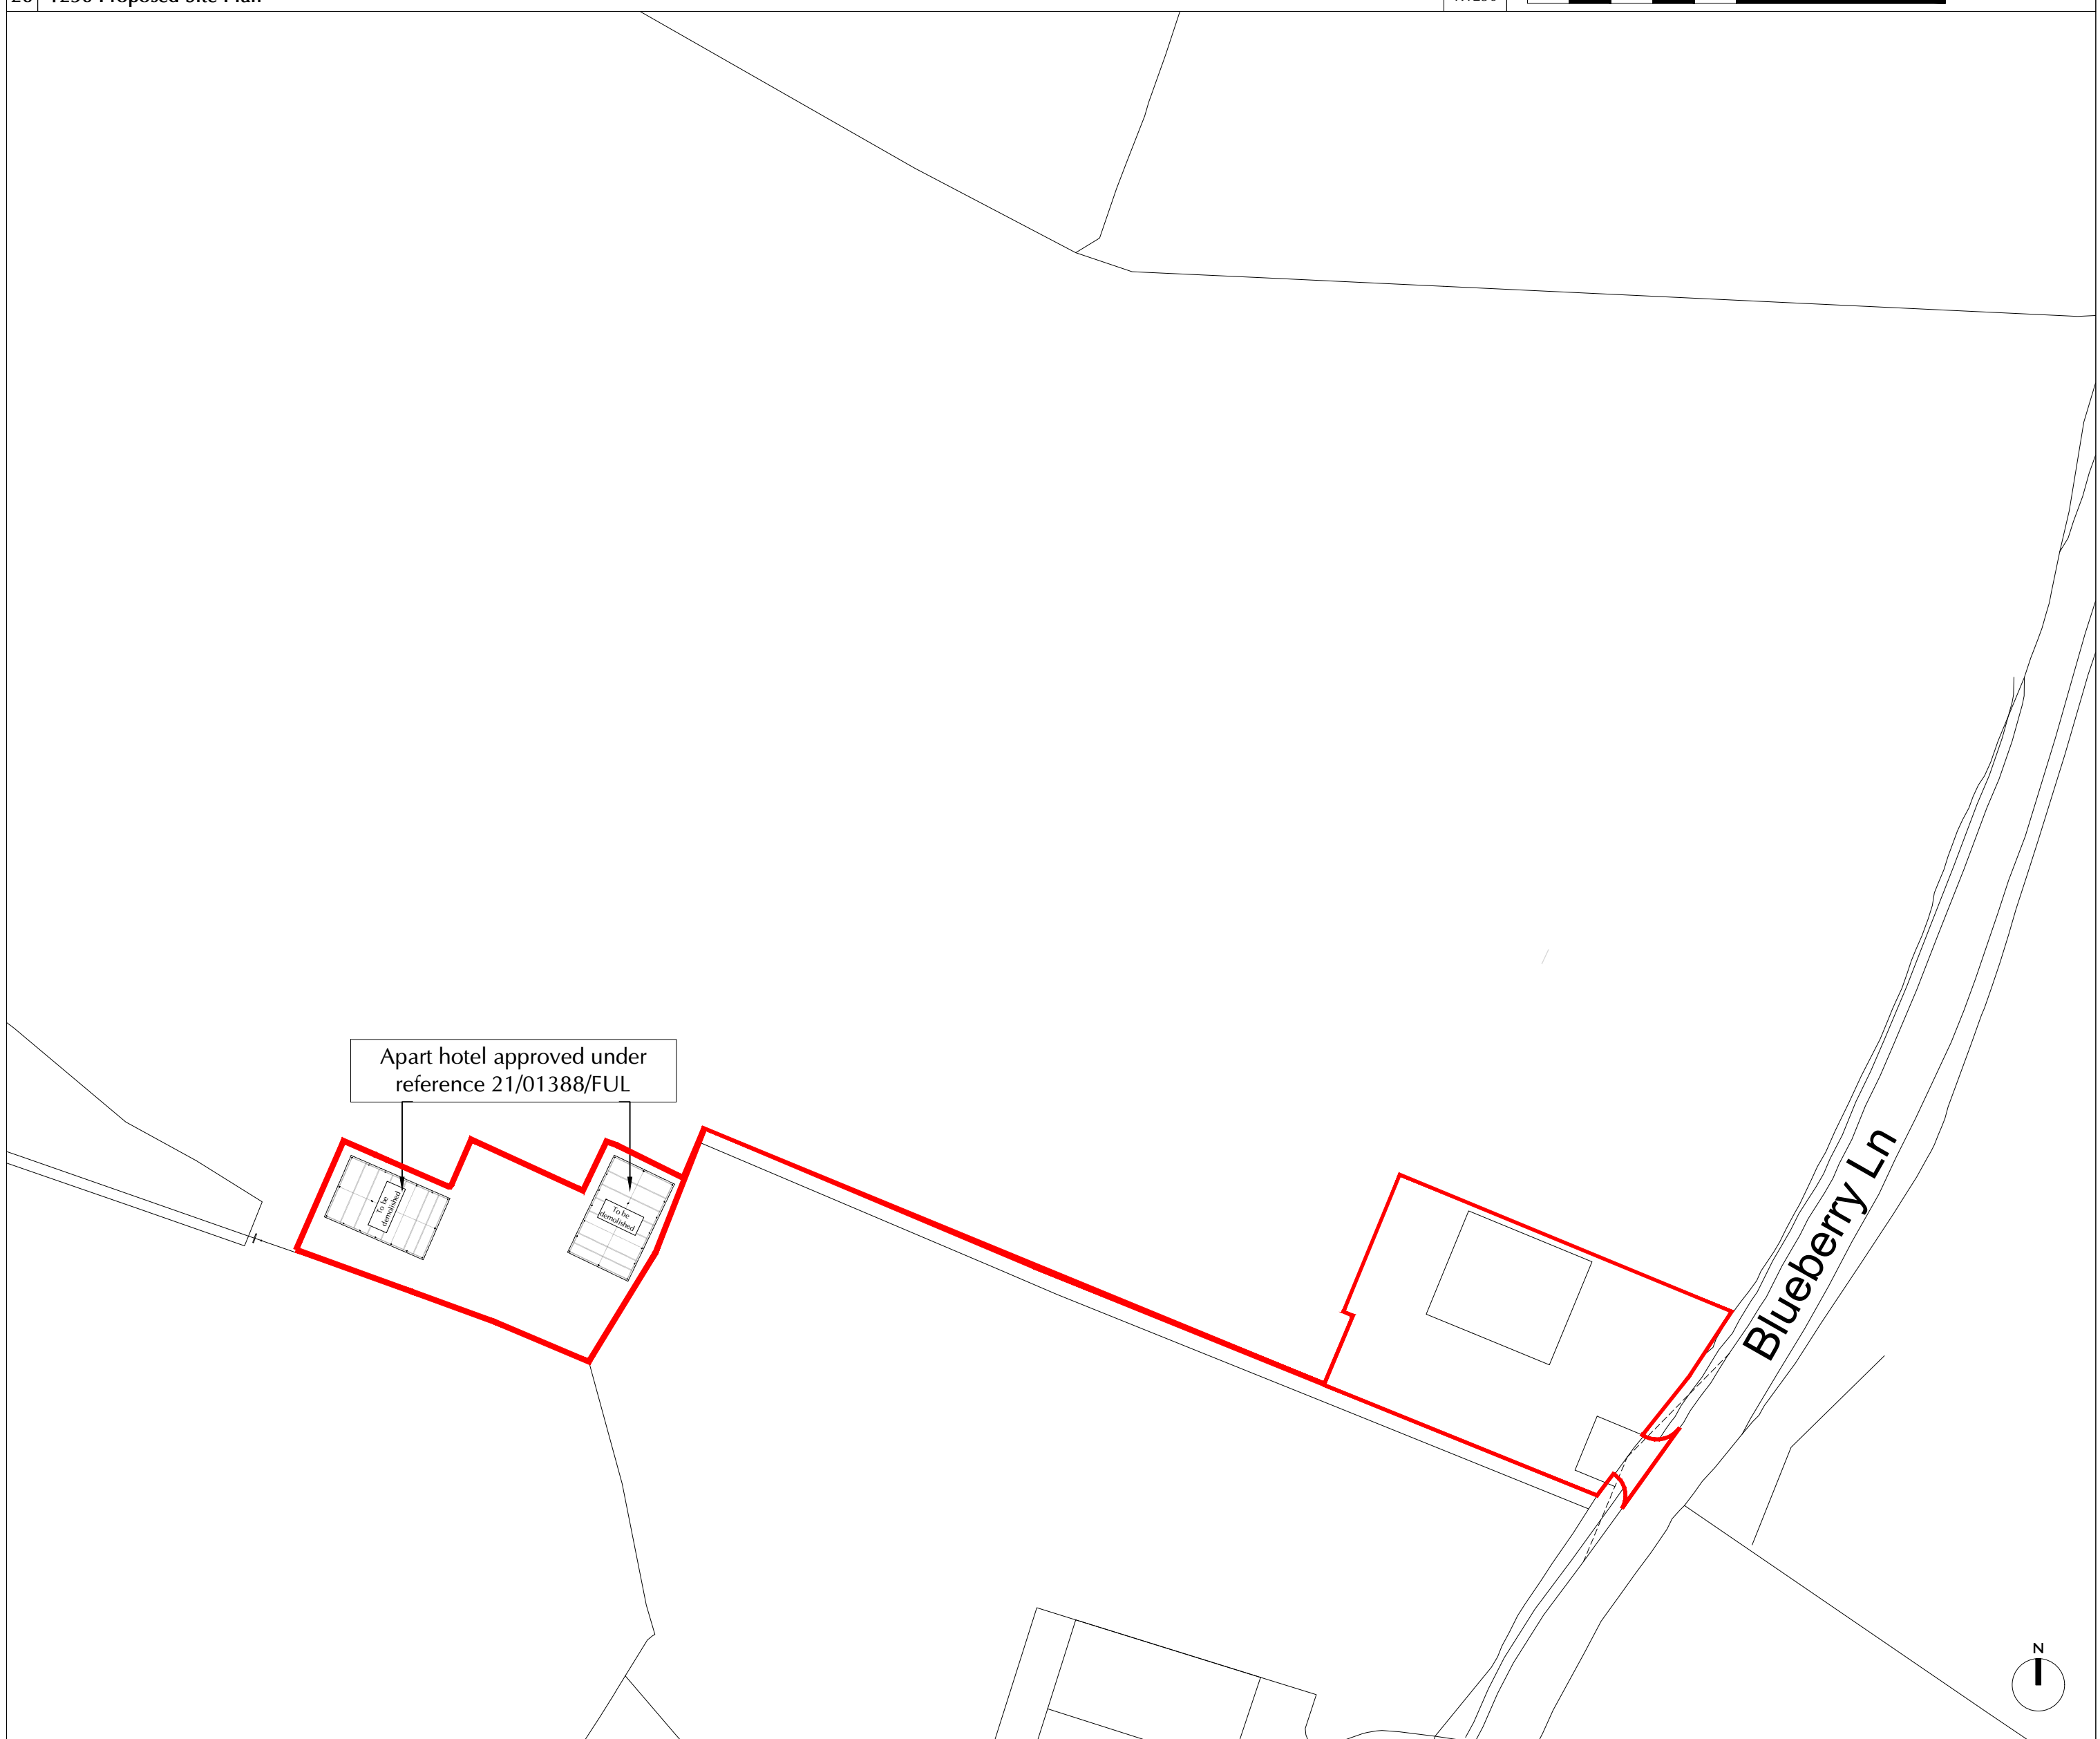 Apart hotel approved under
reference 21/01388/FUL
To be
demolished
To be
demolished
Blueberry Ln
N